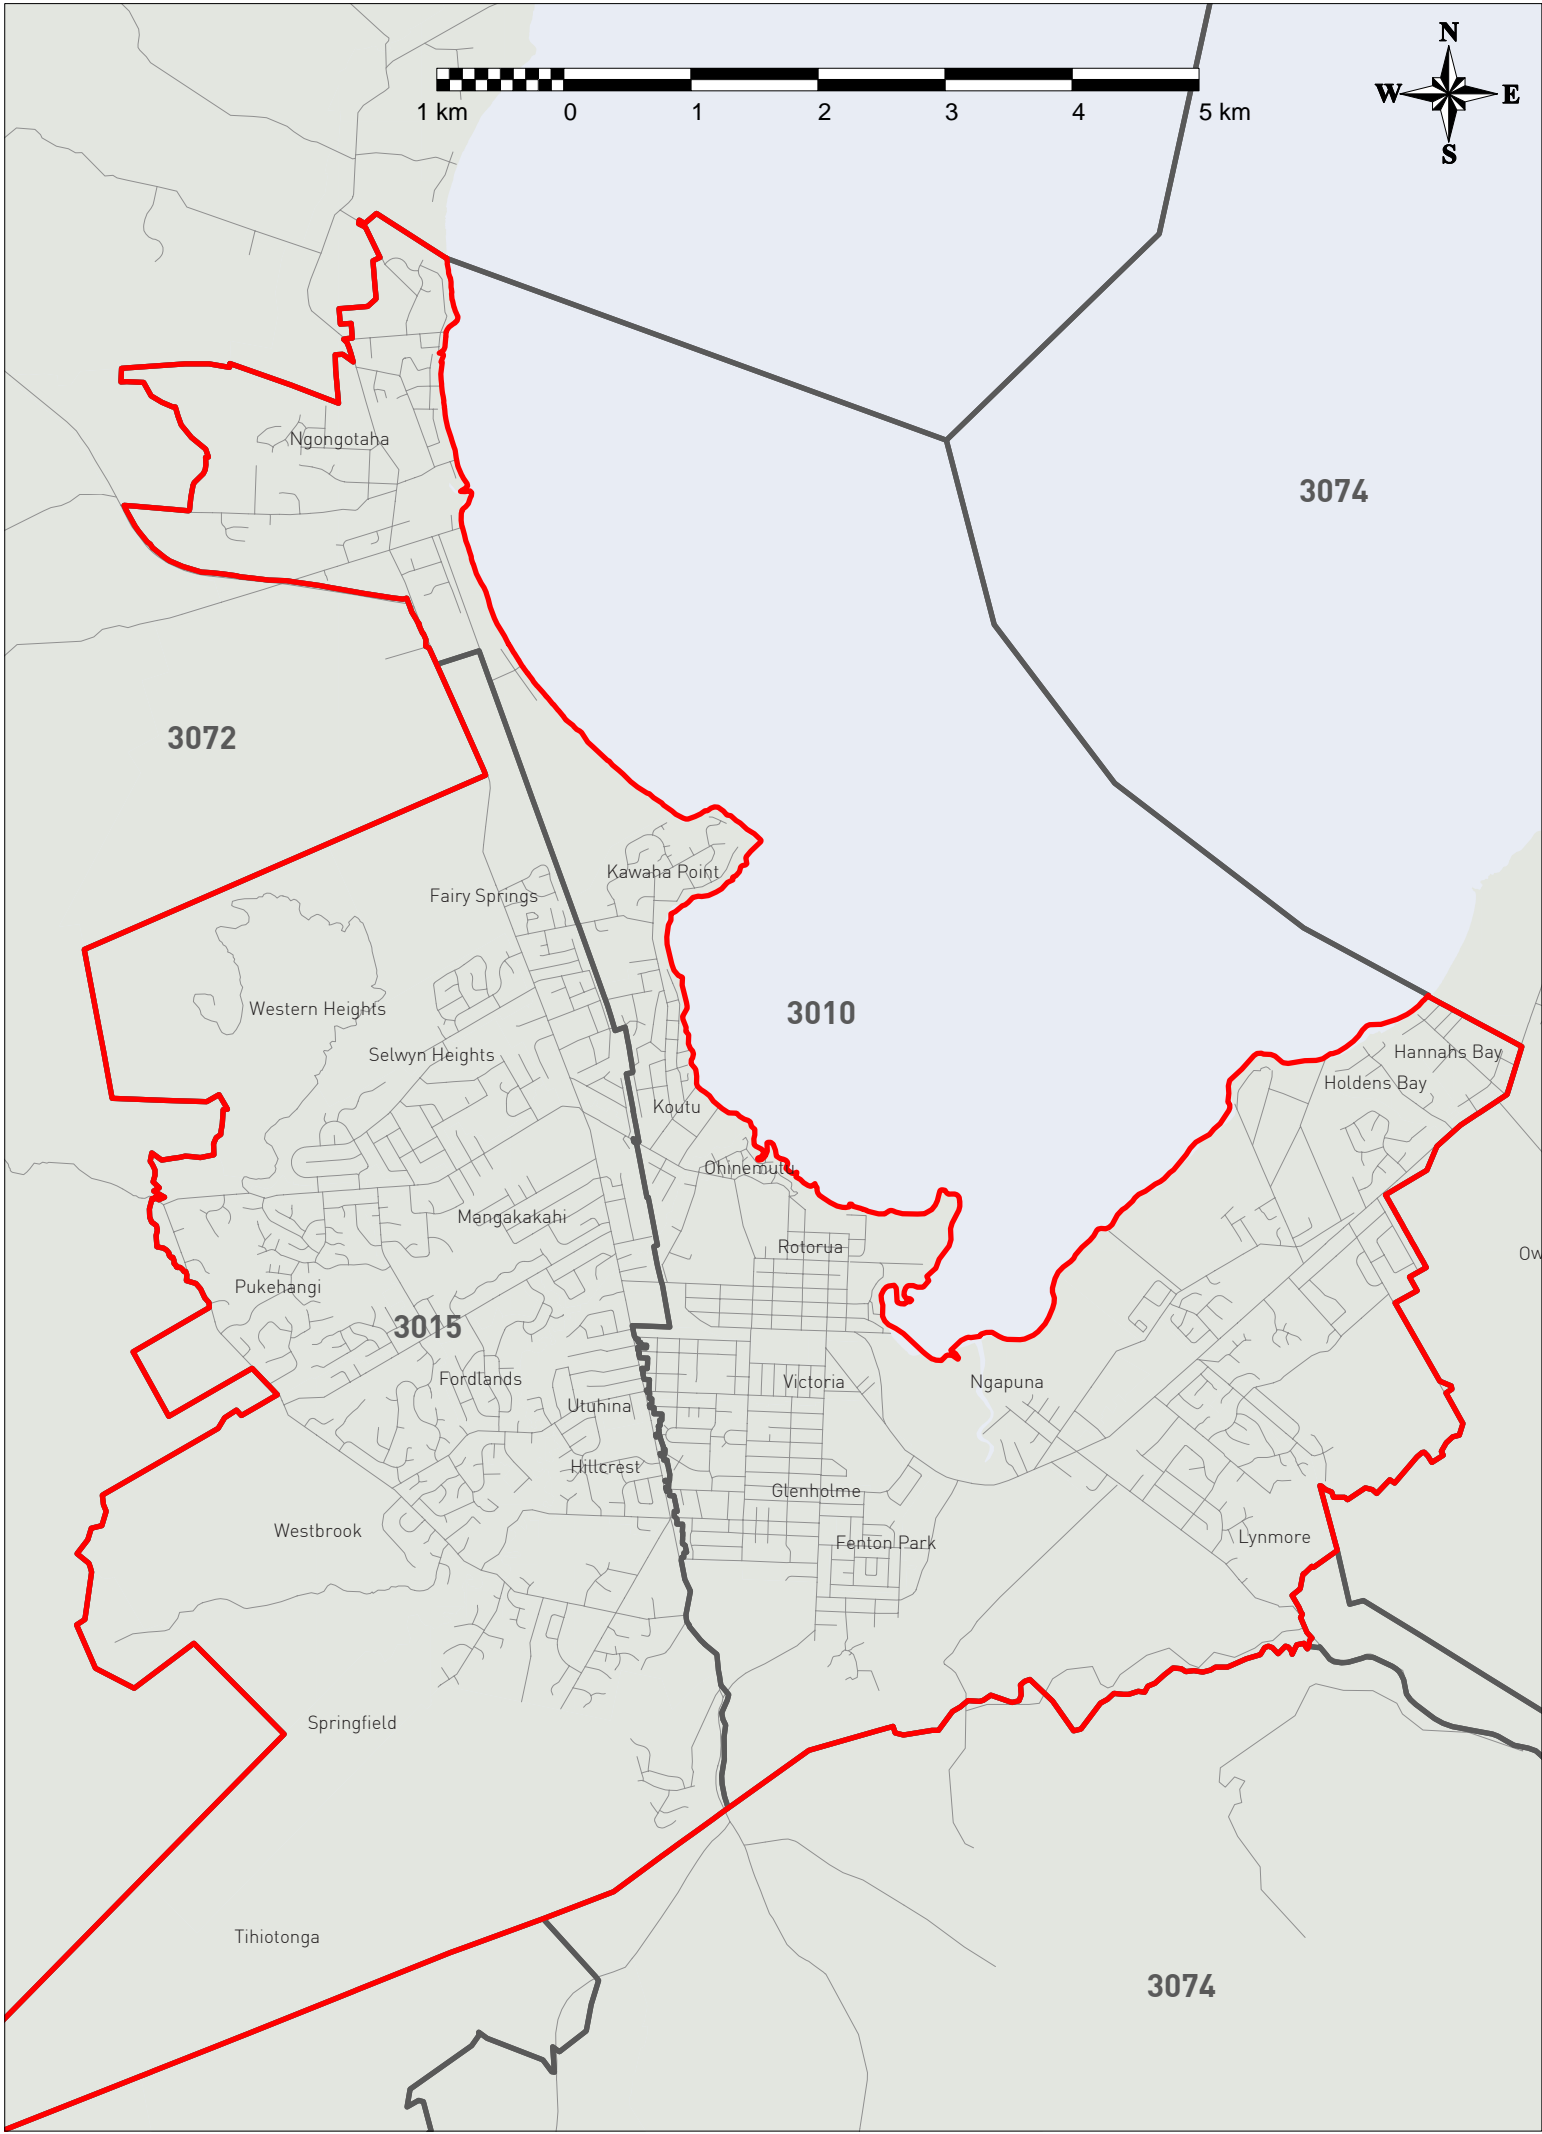 N
W E
S
1 km 0 1 2 3 4 5 km
Ngongotaha
3074
3072
Kawaha Point
Fairy Springs
Western Heights
3010
Selwyn Heights
Hannahs Bay
Holdens Bay
Koutu
Ohinemutu
Mangakakahi
Rotorua
Ow
Pukehangi
3015
Fordlands
Victoria
Ngapuna
Utuhina
Hillcrest
Glenholme
Westbrook
Fenton Park
Lynmore
Springfield
Tihiotonga
3074